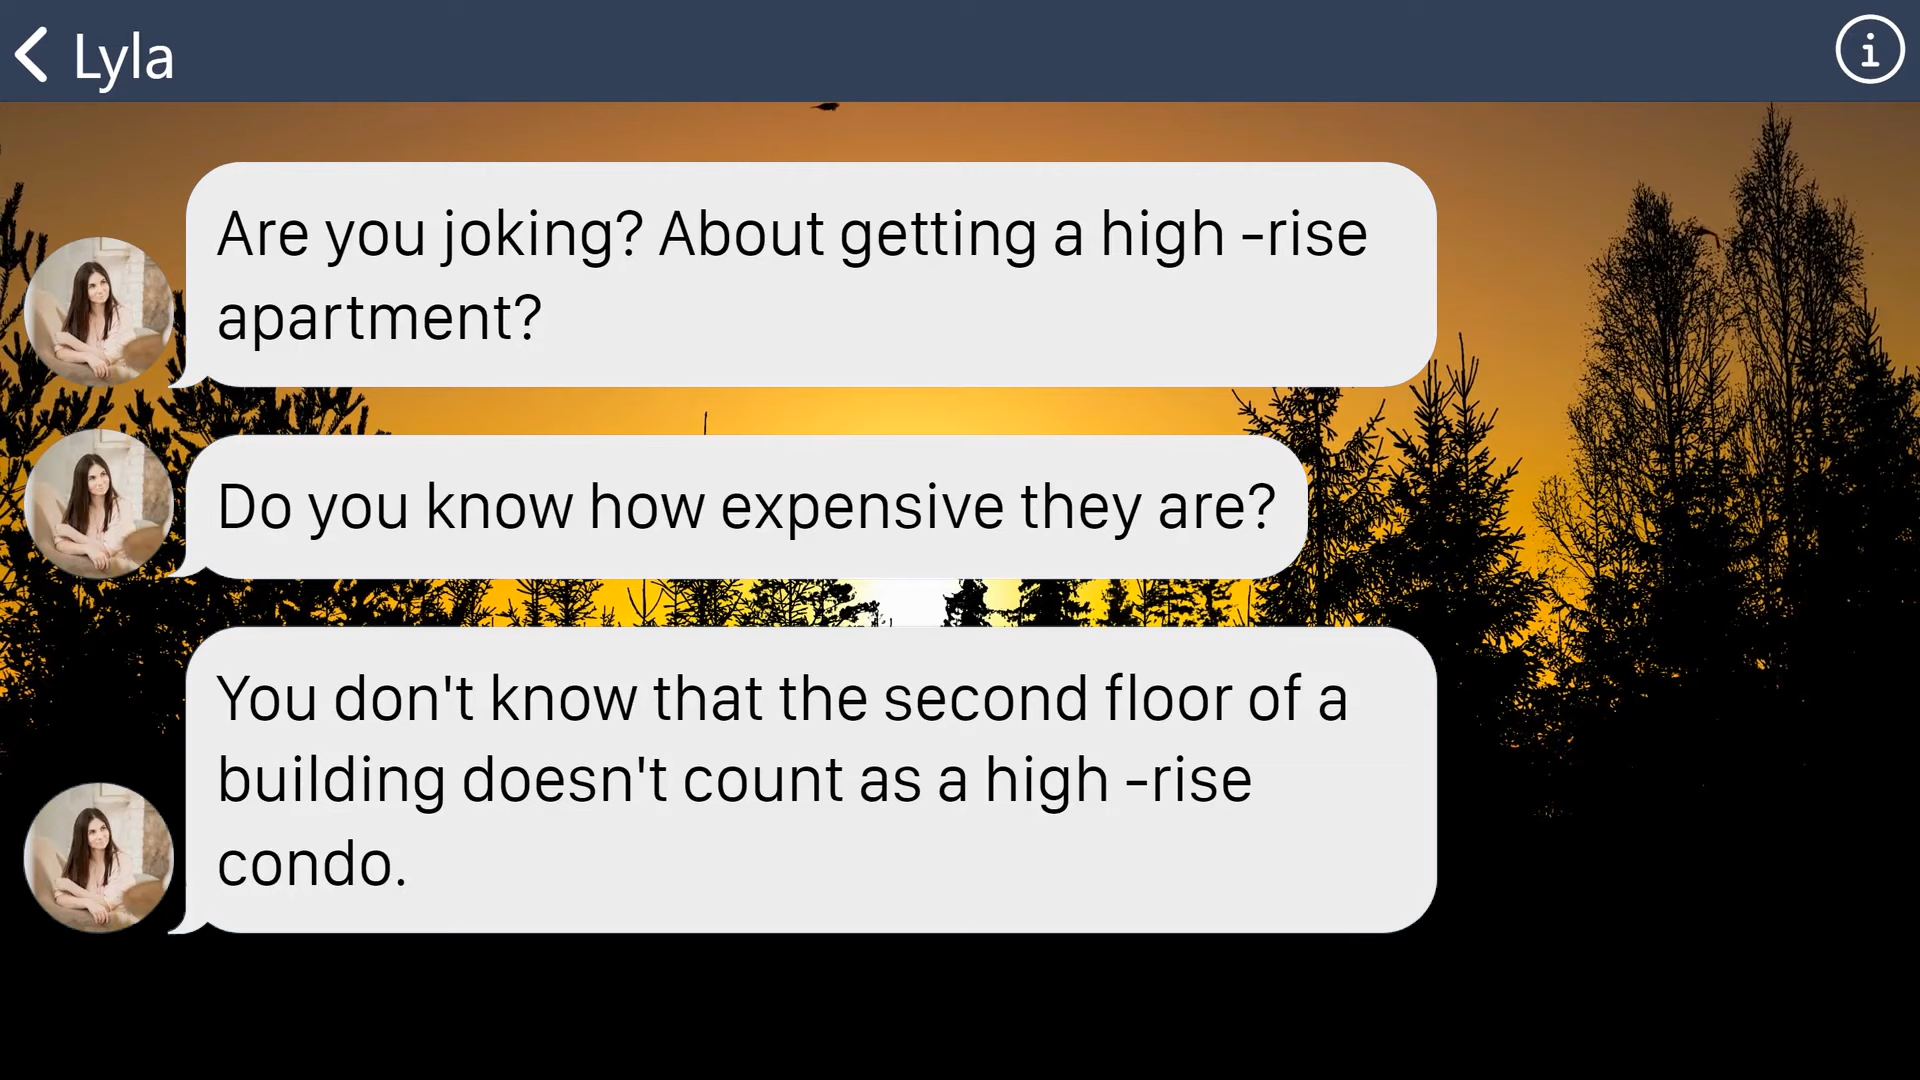 Lyla
Are you joking? About getting a high -rise
apartment?
Do you know how expensive they are?
You don't know that the second floor of a
building doesn't count as a high -rise
condo.